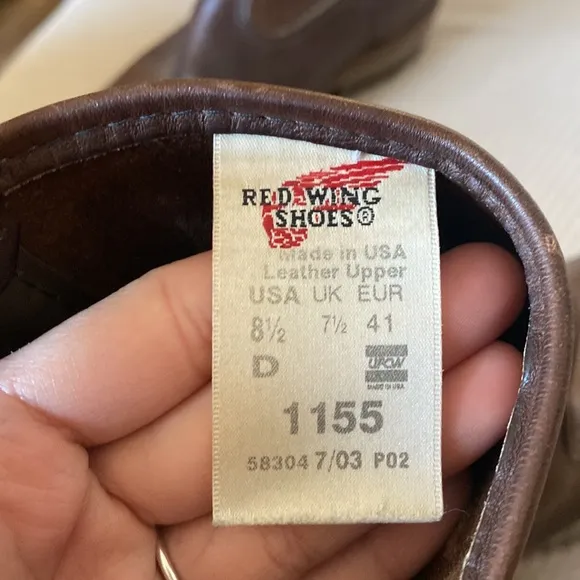 RED WING
SHOES®
Made in USA
Leather Upper
USA UK EUR
8½ 7½ 41
D UFCW
MADE IN USA
1155
58304 7/03 P02